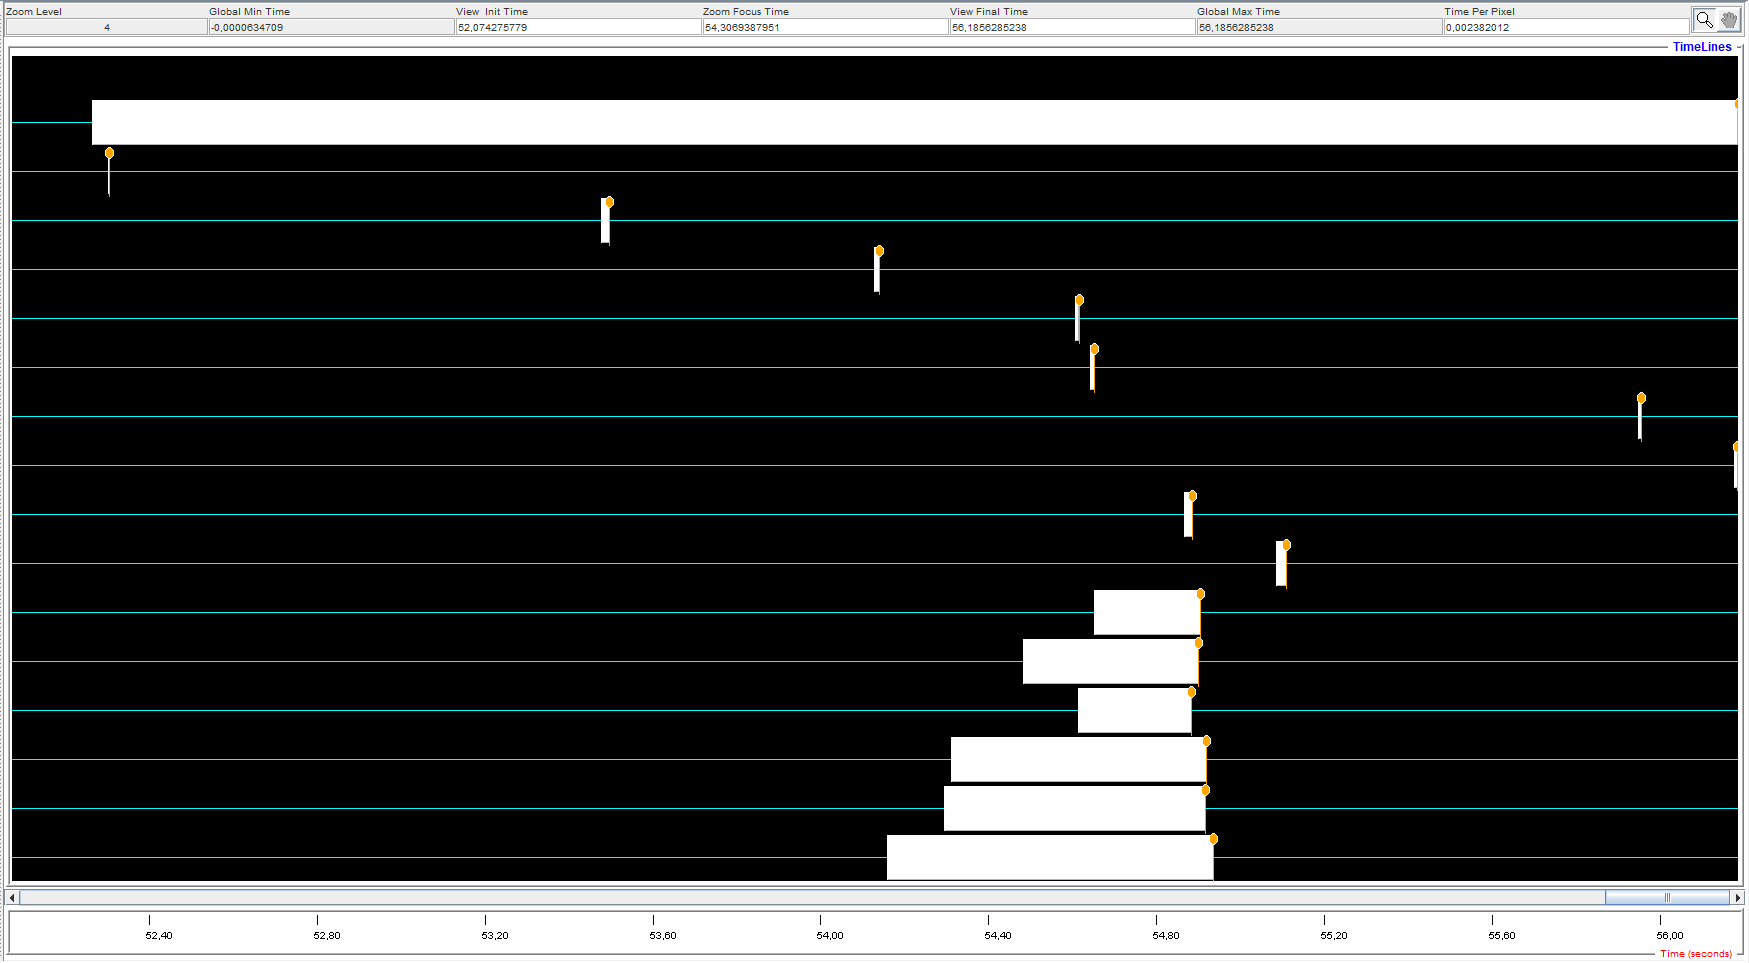 Zoom Level Global Min Time View  Init Time Zoom Focus Time View Final Time Global Max Time Time Per Pixel
4 -0,0000634709 52,074275779 54,3069387951 56,1856285238 56,1856285238 0,002382012
TimeLines
52,40 52,80 53,20 53,60 54,00 54,40 54,80 55,20 55,60 56,00
Time (seconds)